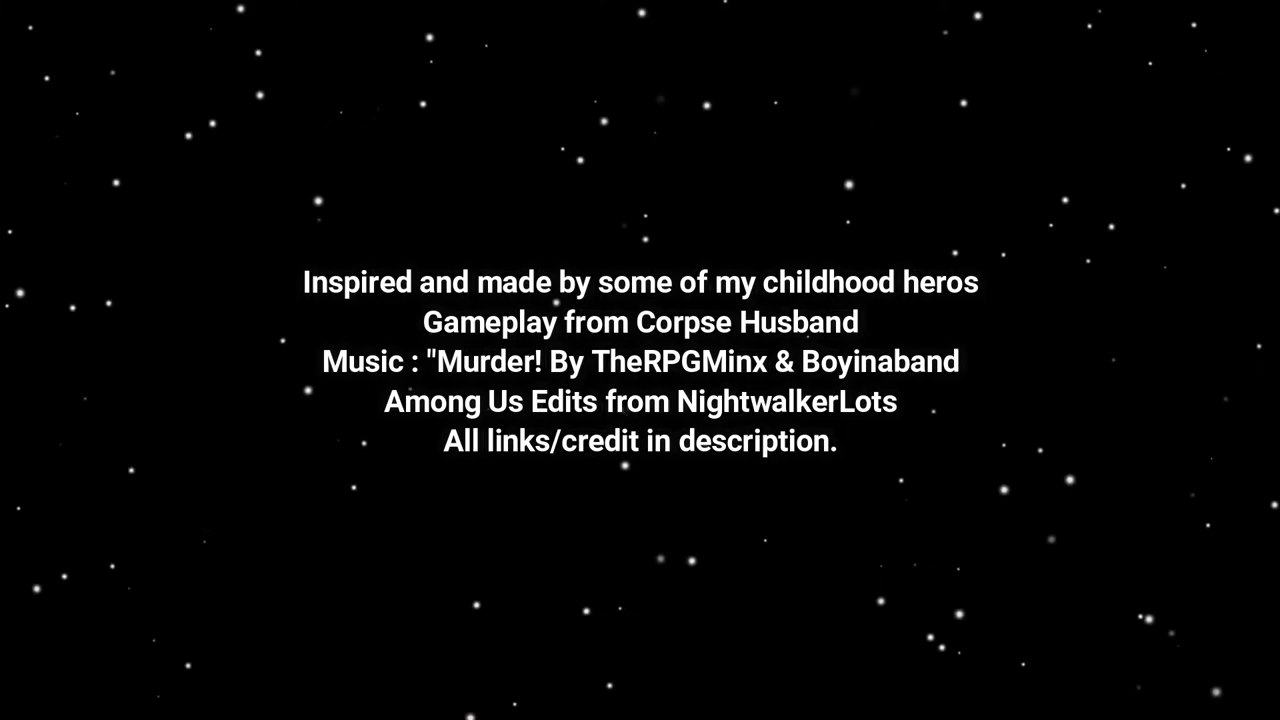 Inspired and made by some of my childhood heros
Gameplay from Corpse Husband
Music : "Murder! By TheRPGMinx & Boyinaband
Among Us Edits from NightwalkerLots
All links/credit in description.